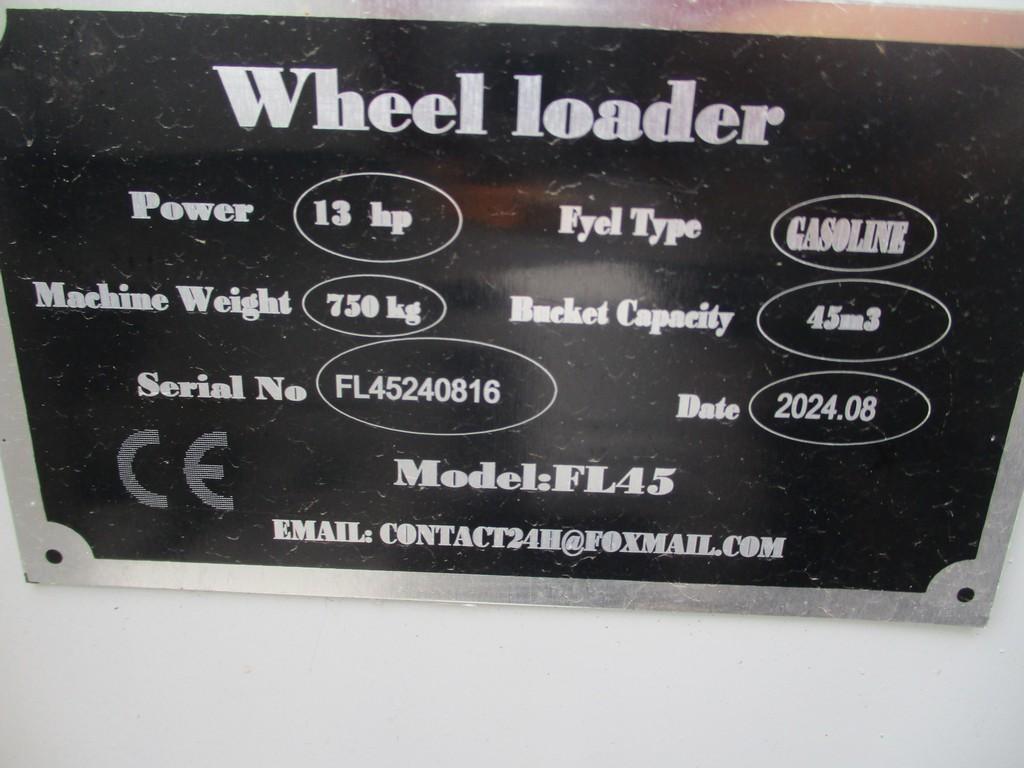 Wheel loader
Power 13 hp Fyel Type GASOLINE
Machine Weight 750 kg Bucket Capacity 45m3
Serial No FL45240816 Date 2024.08
CE
Model:FL45
EMAIL: CONTACT24H@FOXMAIL.COM